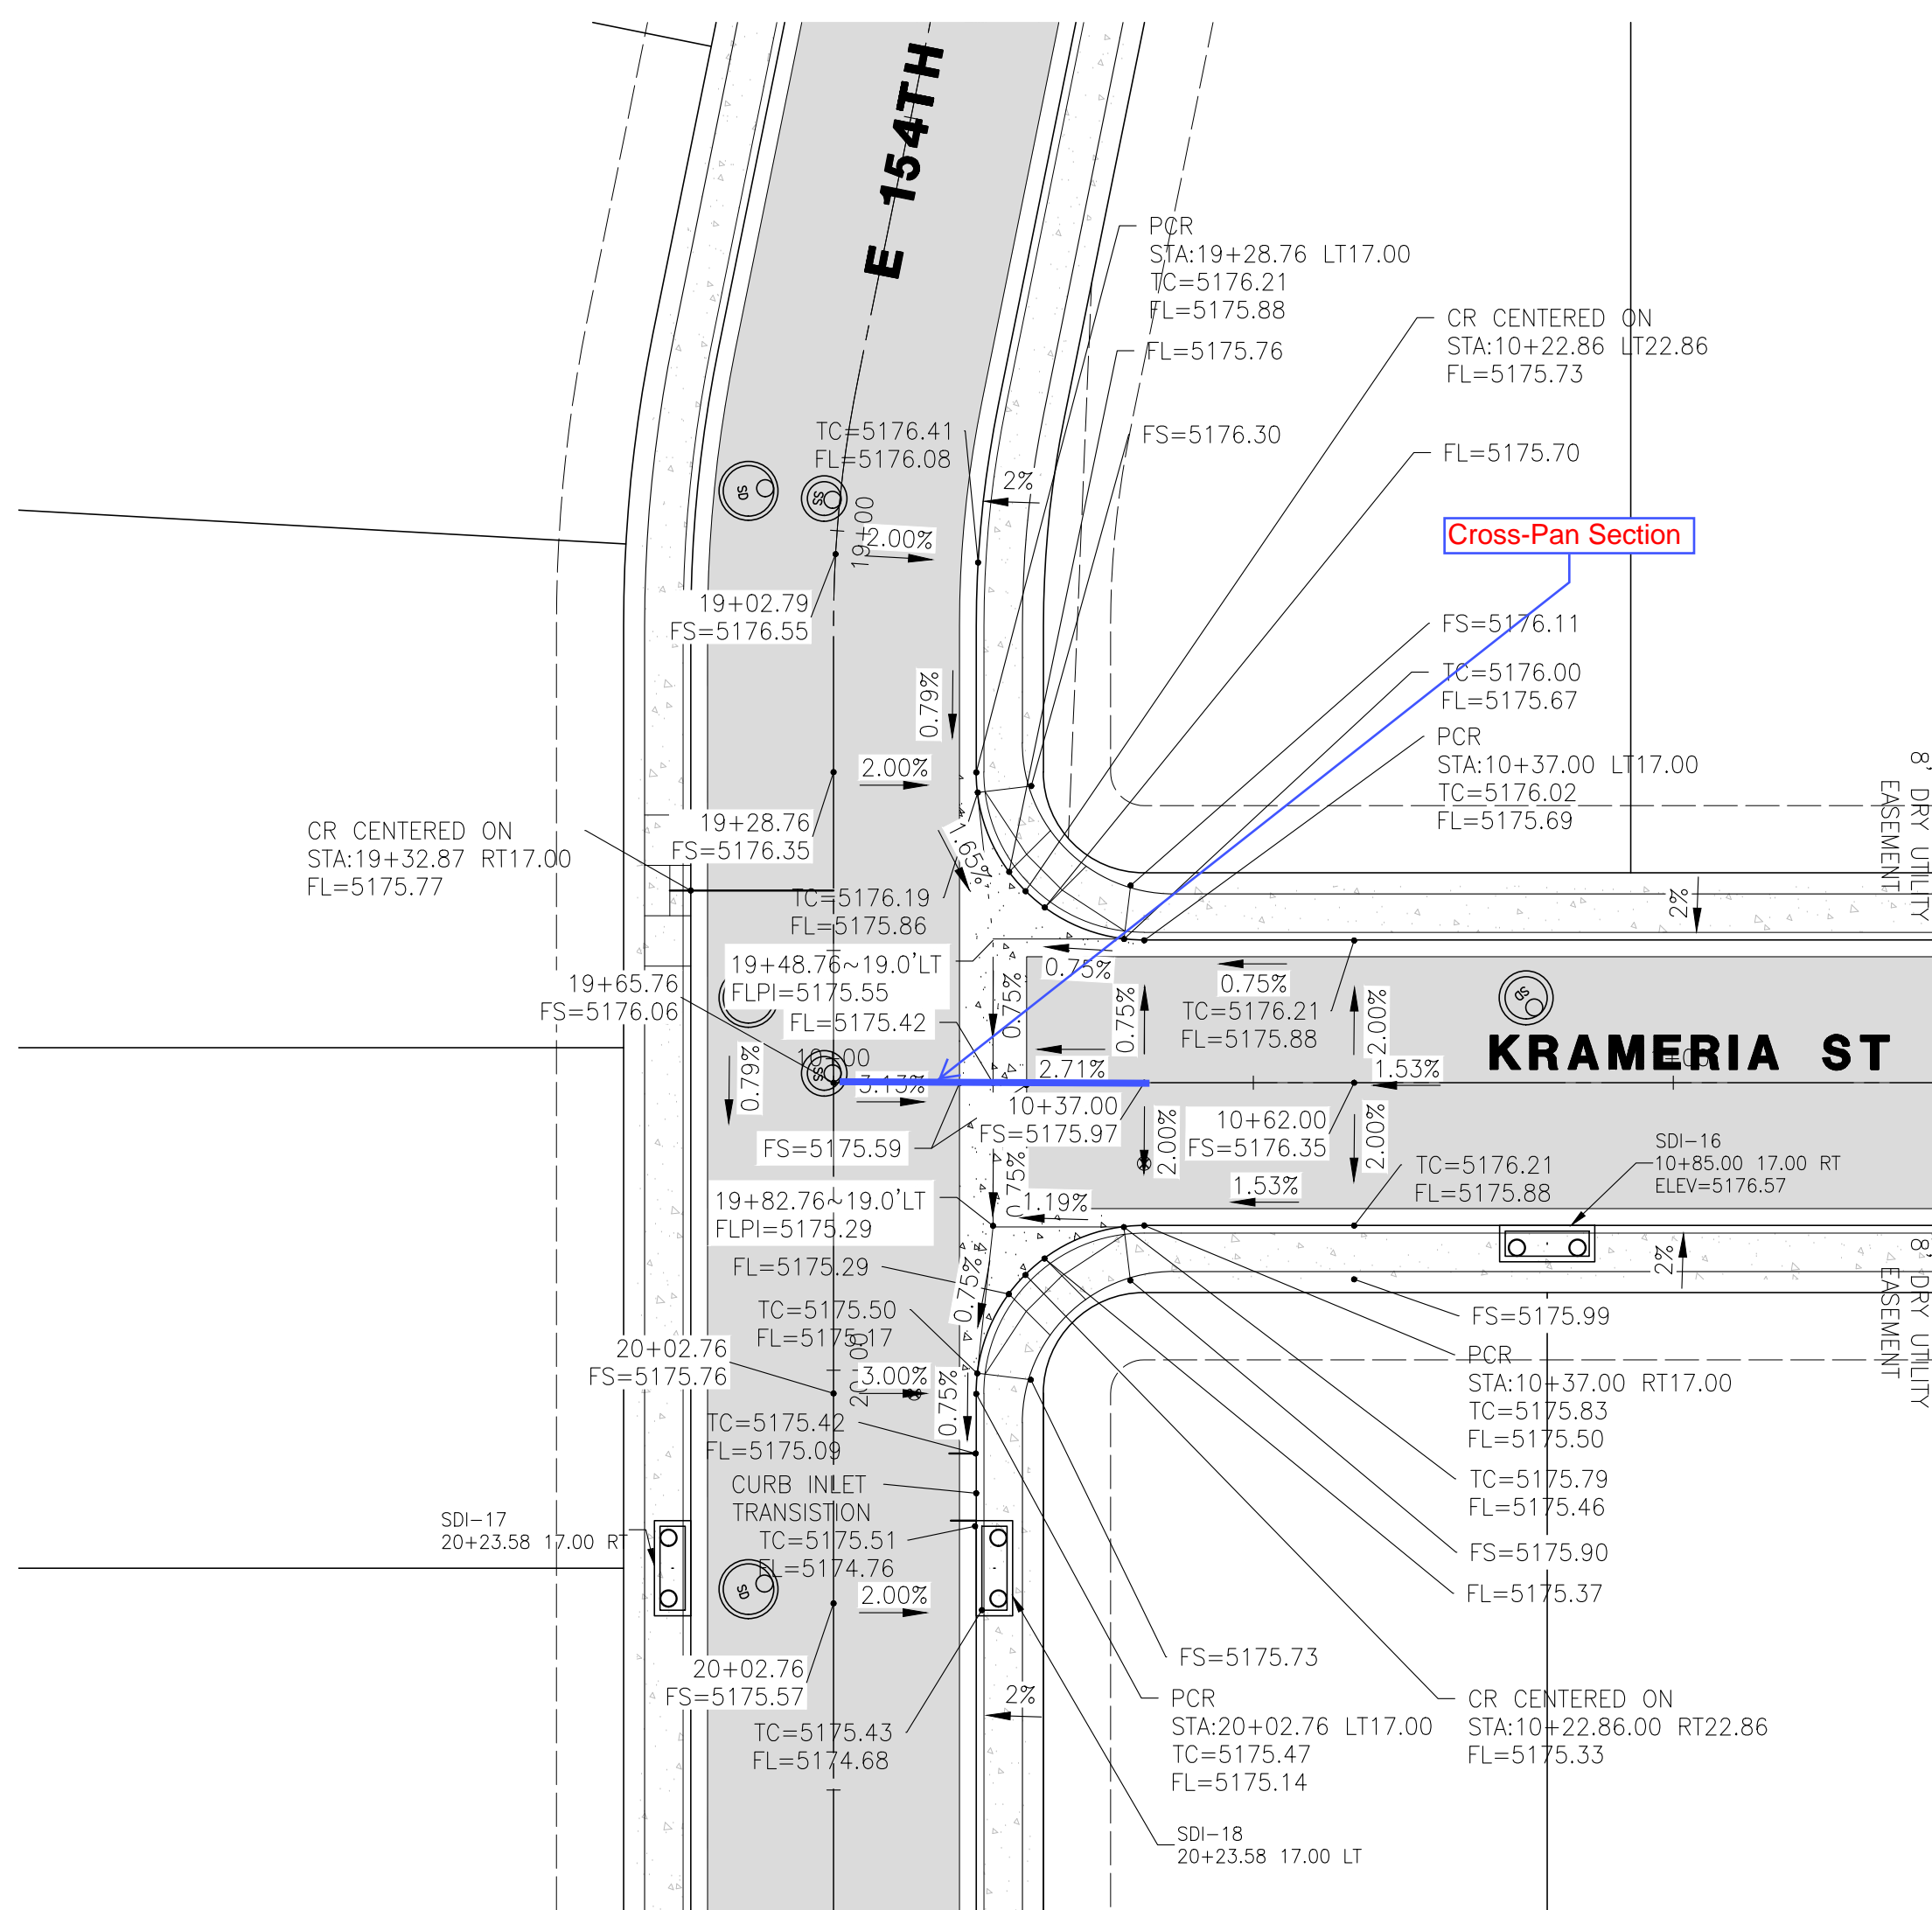 E 154TH
PCR
STA:19+28.76 LT17.00
TC=5176.21
FL=5175.88
FL=5175.76
CR CENTERED ON
STA:10+22.86 LT22.86
FL=5175.73
TC=5176.41
FL=5176.08
FS=5176.30
FL=5175.70
2%
SD
SS
19+00
2.00%
Cross-Pan Section
19+02.79
FS=5176.55
FS=5176.11
TC=5176.00
FL=5175.67
0.79%
PCR
STA:10+37.00 LT17.00
TC=5176.02
FL=5175.69
2.00%
19+28.76
FS=5176.35
8' DRY UTILITY
EASEMENT
CR CENTERED ON
STA:19+32.87 RT17.00
FL=5175.77
1.65%
TC=5176.19
FL=5175.86
2%
19+48.76~19.0'LT
FLPI=5175.55
0.75%
0.75%
0.75%
19+65.76
FS=5176.06
FL=5175.42
0.75%
0.75%
TC=5176.21
FL=5175.88
2.00%
SD
KRAMERIA ST
10+00
SS
0.79%
3.13%
2.71%
1.53%
10+37.00
FS=5175.97
FS=5175.59
2.00%
10+62.00
FS=5176.35
2.00%
SDI-16
10+85.00 17.00 RT
ELEV=5176.57
TC=5176.21
FL=5175.88
19+82.76~19.0'LT
FLPI=5175.29
1.19%
1.53%
2%
8' DRY UTILITY
EASEMENT
FL=5175.29
0.75%
TC=5175.50
FL=5175.17
FS=5175.99
20+02.76
FS=5175.76
20+00
3.00%
0.75%
PCR
STA:10+37.00 RT17.00
TC=5175.83
FL=5175.50
TC=5175.42
FL=5175.09
TC=5175.79
FL=5175.46
CURB INLET
TRANSISTION
SDI-17
20+23.58 17.00 RT
TC=5175.51
FL=5174.76
FS=5175.90
FL=5175.37
SD
2.00%
20+02.76
FS=5175.57
FS=5175.73
2%
TC=5175.43
FL=5174.68
PCR
STA:20+02.76 LT17.00
TC=5175.47
FL=5175.14
CR CENTERED ON
STA:10+22.86.00 RT22.86
FL=5175.33
SDI-18
20+23.58 17.00 LT